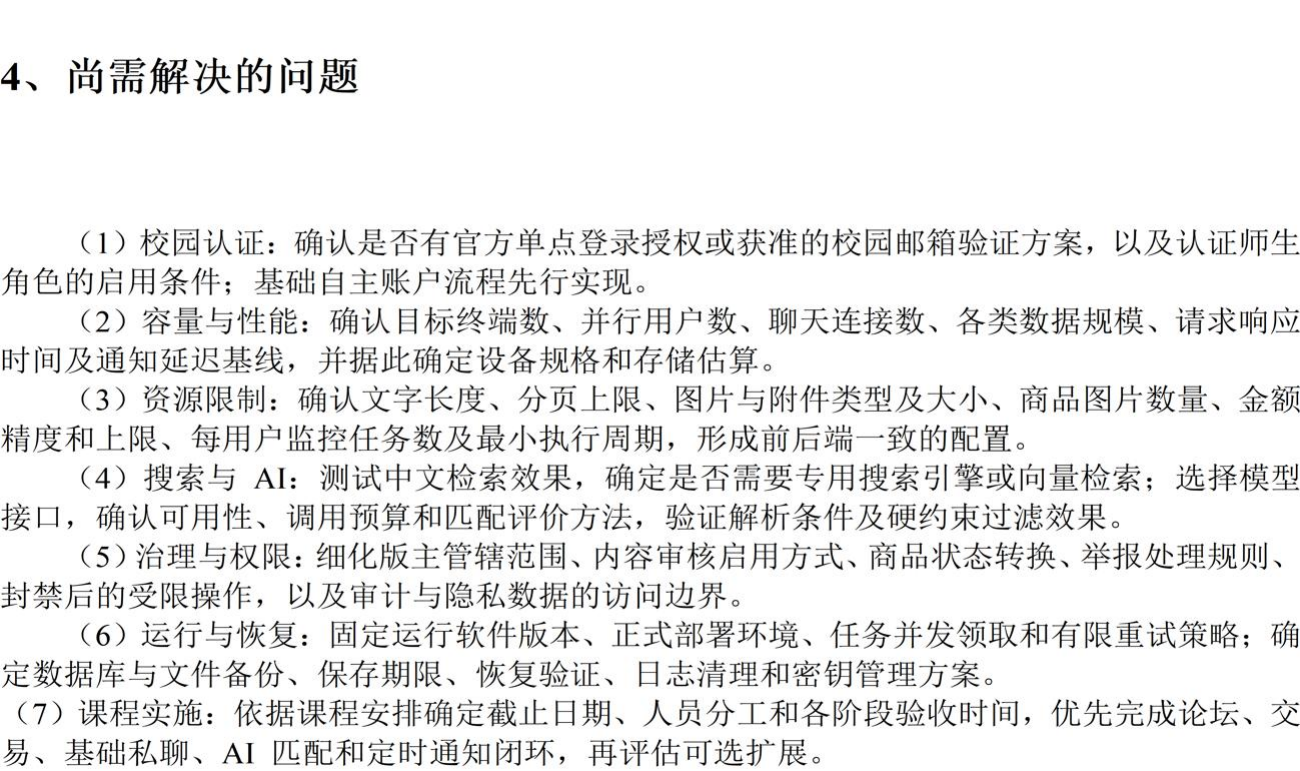 4、尚需解决的问题
（1）校园认证：确认是否有官方单点登录授权或获准的校园邮箱验证方案，以及认证师生
角色的启用条件；基础自主账户流程先行实现。
（2）容量与性能：确认目标终端数、并行用户数、聊天连接数、各类数据规模、请求响应
时间及通知延迟基线，并据此确定设备规格和存储估算。
（3）资源限制：确认文字长度、分页上限、图片与附件类型及大小、商品图片数量、金额
精度和上限、每用户监控任务数及最小执行周期，形成前后端一致的配置。
（4）搜索与 AI：测试中文检索效果，确定是否需要专用搜索引擎或向量检索；选择模型
接口，确认可用性、调用预算和匹配评价方法，验证解析条件及硬约束过滤效果。
（5）治理与权限：细化版主管辖范围、内容审核启用方式、商品状态转换、举报处理规则、
封禁后的受限操作，以及审计与隐私数据的访问边界。
（6）运行与恢复：固定运行软件版本、正式部署环境、任务并发领取和有限重试策略；确
定数据库与文件备份、保存期限、恢复验证、日志清理和密钥管理方案。
（7）课程实施：依据课程安排确定截止日期、人员分工和各阶段验收时间，优先完成论坛、交
易、基础私聊、AI 匹配和定时通知闭环，再评估可选扩展。